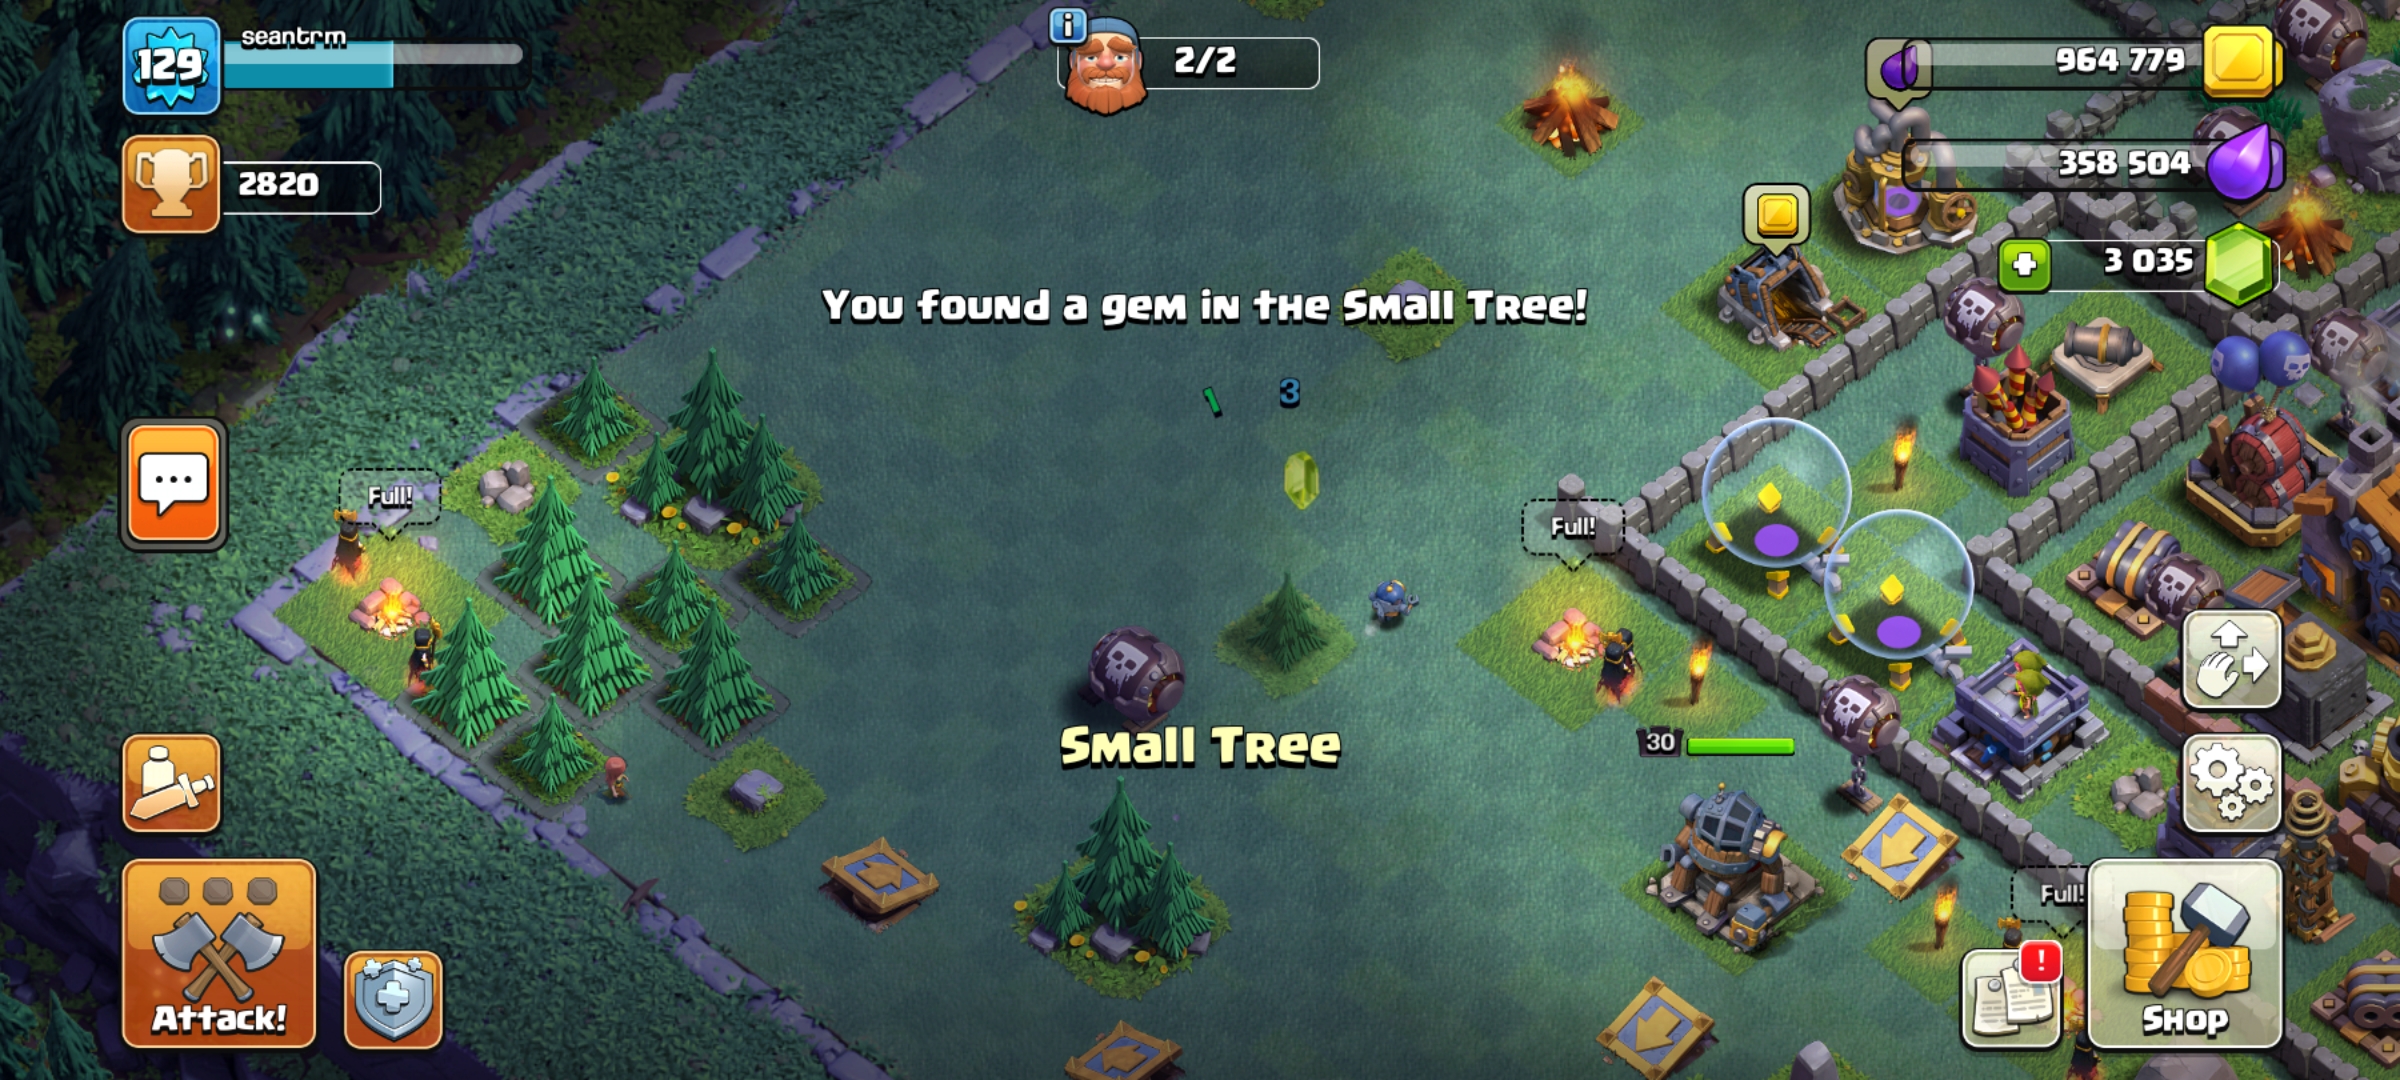 129
seantrm
2/2
964 779
2820
358 504
3 035
You found a gem in the Small Tree!
1
3
Full!
Full!
Small Tree
30
Full!
!
Attack!
Shop